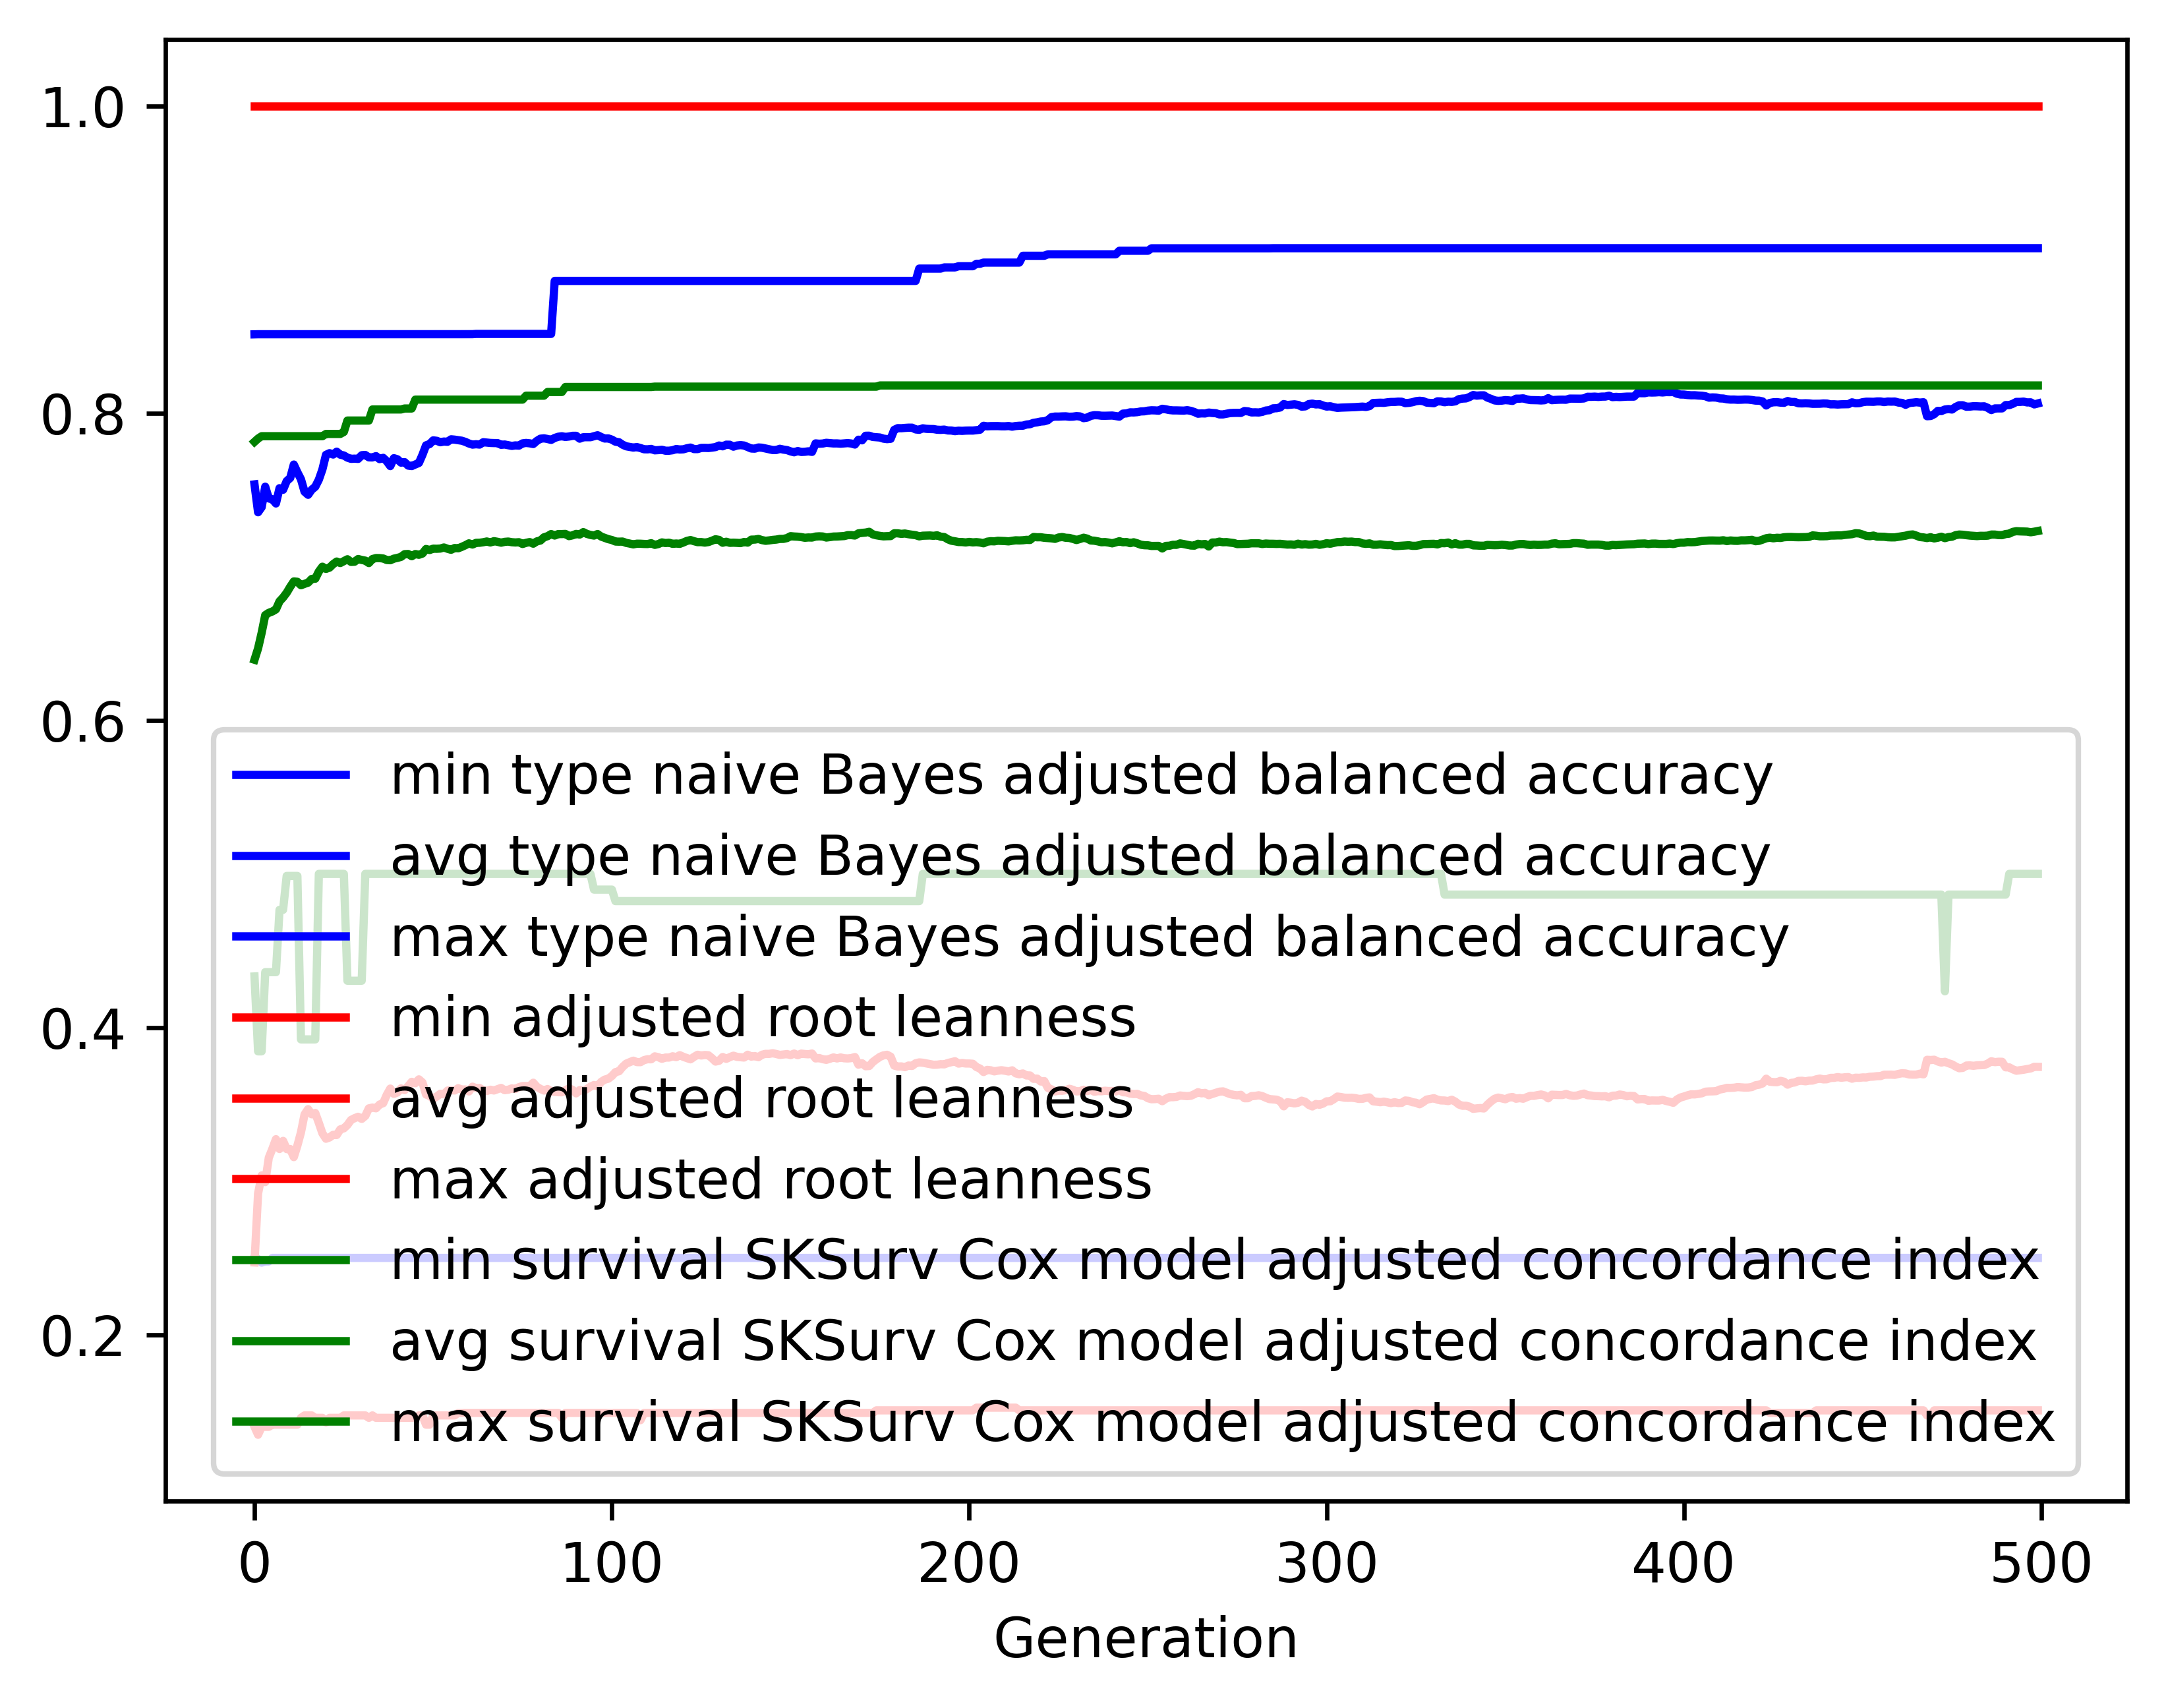 1.0
0.8
0.6
0.4
0.2
min type naive Bayes adjusted balanced accuracy
avg type naive Bayes adjusted balanced accuracy
max type naive Bayes adjusted balanced accuracy
min adjusted root leanness
avg adjusted root leanness
max adjusted root leanness
min survival SKSurv Cox model adjusted concordance index
avg survival SKSurv Cox model adjusted concordance index
max survival SKSurv Cox model adjusted concordance index
0 100 200 300 400 500
Generation